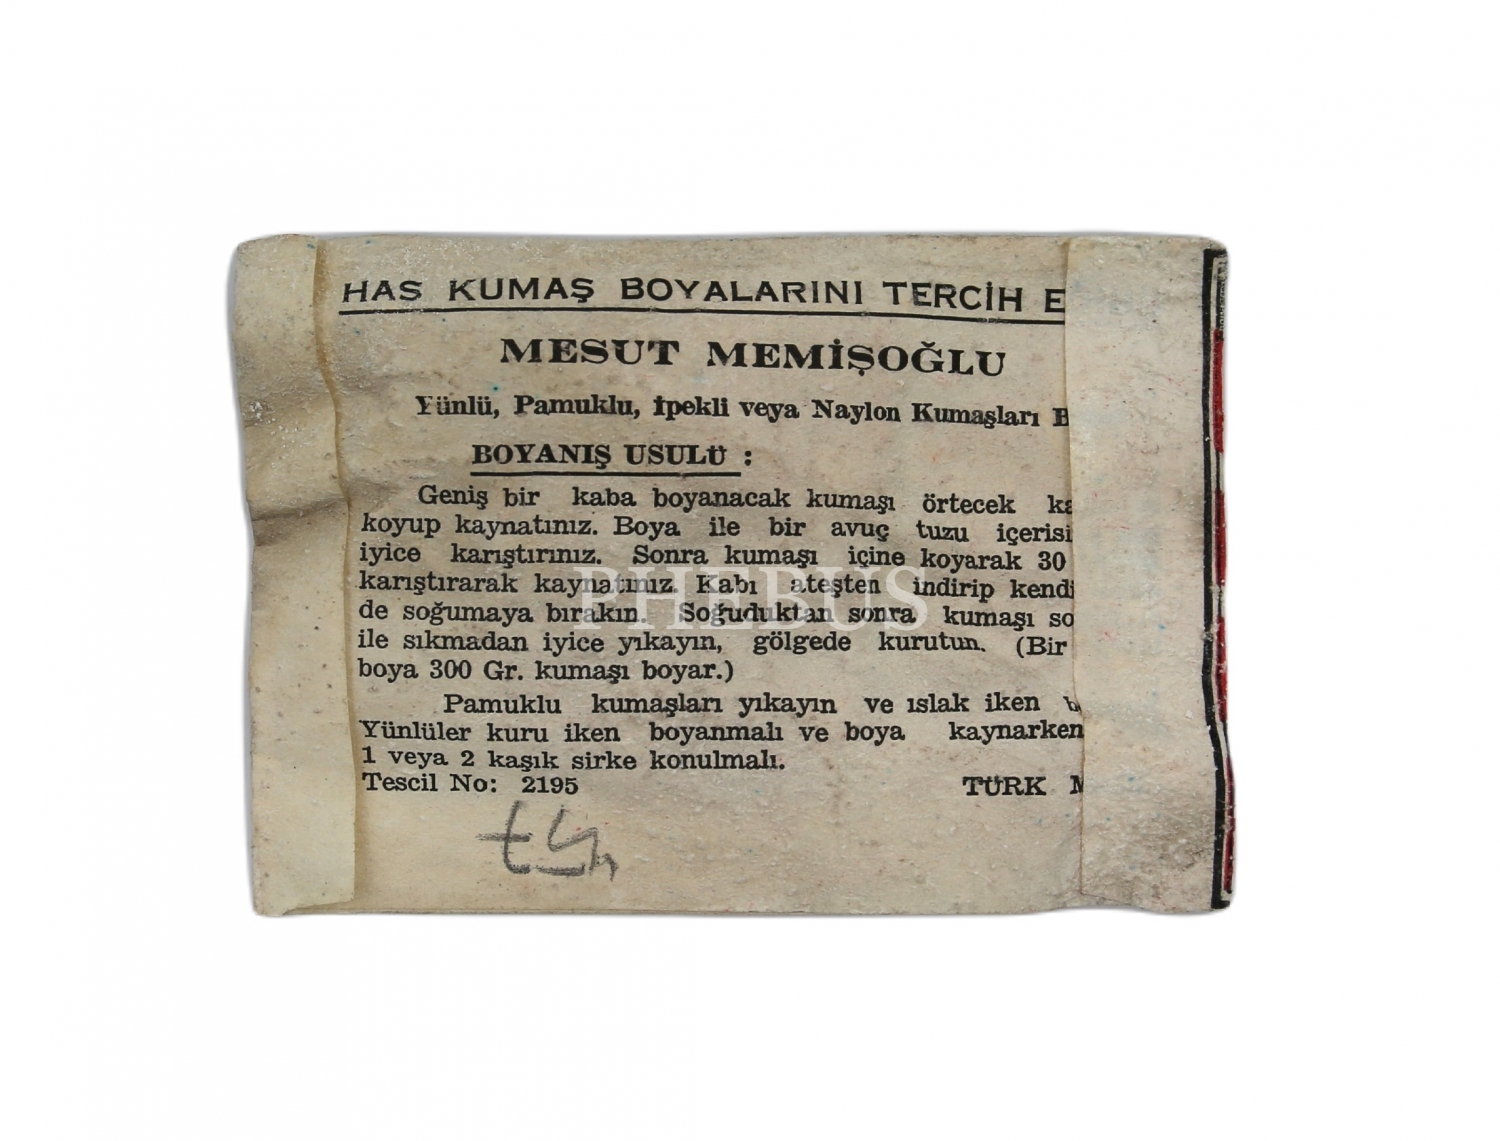 HAS KUMAŞ BOYALARINI TERCİH E
MESUT MEMİŞOĞLU
Yünlü, Pamuklu, İpekli veya Naylon Kumaşları B
BOYANIŞ USULÜ :
Geniş bir kaba boyanacak kumaşı örtecek ka
koyup kaynatınız. Boya ile bir avuç tuzu içerisi
iyice karıştırınız. Sonra kumaşı içine koyarak 30
karıştırarak kaynatınız. Kabı ateşten indirip kendi
de soğumaya bırakın. Soğuduktan sonra kumaşı so
ile sıkmadan iyice yıkayın, gölgede kurutun. (Bir
boya 300 Gr. kumaşı boyar.)
Pamuklu kumaşları yıkayın ve ıslak iken
Yünlüler kuru iken boyanmalı ve boya kaynarken
1 veya 2 kaşık sirke konulmalı.
Tescil No: 2195 TÜRK M
PHEBUS